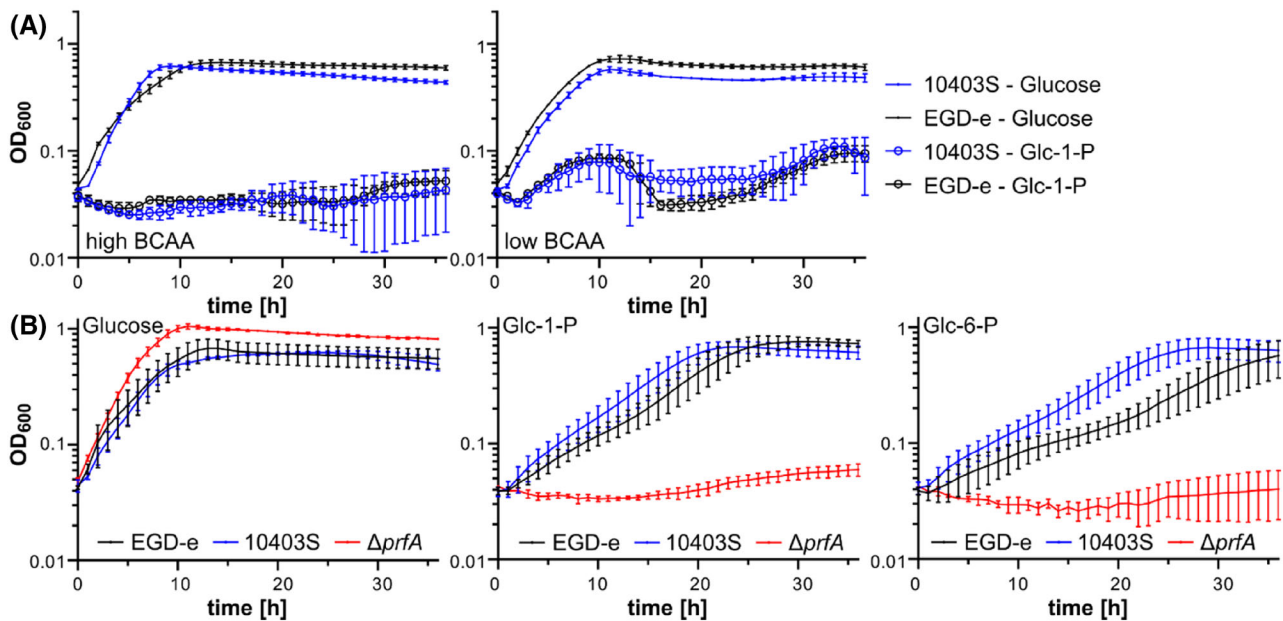 (A)
OD600
1
0.1
0.01
high BCAA
0 10 20 30
time [h]
1
0.1
0.01
low BCAA
0 10 20 30
time [h]
10403S - Glucose
EGD-e - Glucose
10403S - Glc-1-P
EGD-e - Glc-1-P
(B)
OD600
1
0.1
0.01
Glucose
EGD-e 10403S ΔprfA
0 10 20 30
time [h]
1
0.1
0.01
Glc-1-P
EGD-e 10403S ΔprfA
0 10 20 30
time [h]
1
0.1
0.01
Glc-6-P
EGD-e 10403S ΔprfA
0 10 20 30
time [h]